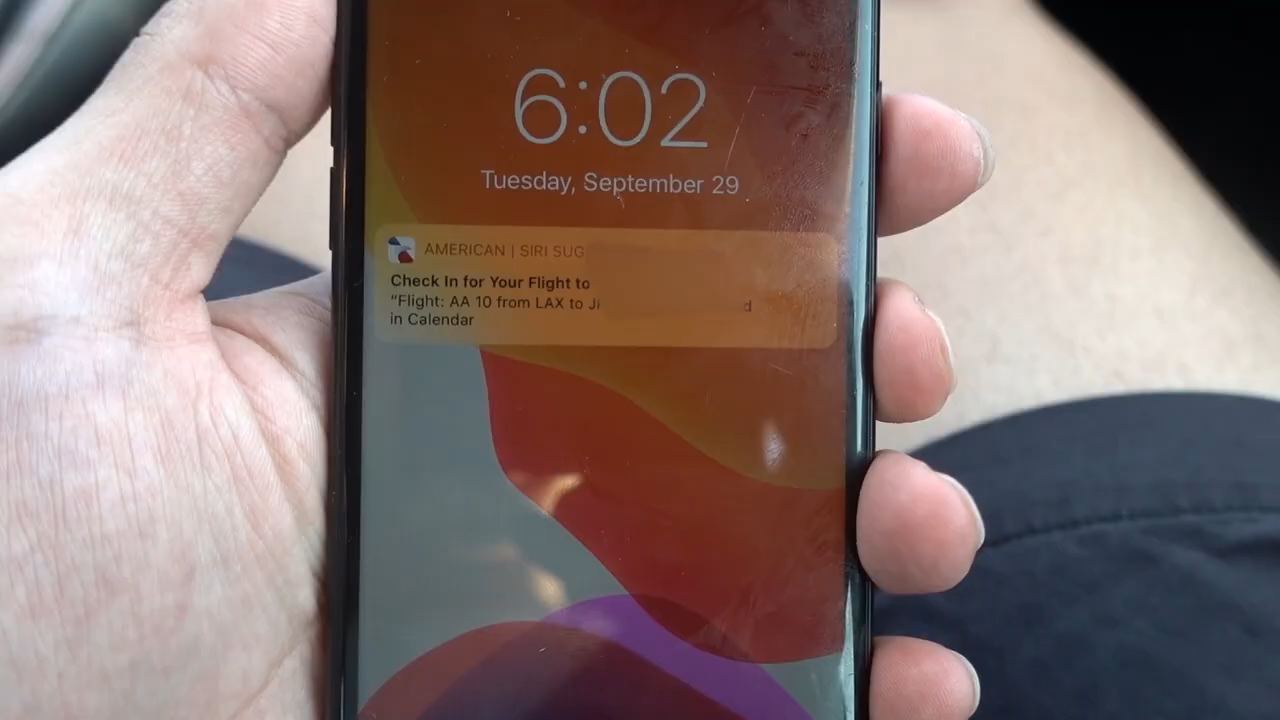 6:02
Tuesday, September 29
AMERICAN | SIRI SUG
Check In for Your Flight to
"Flight: AA 10 from LAX to
in Calendar